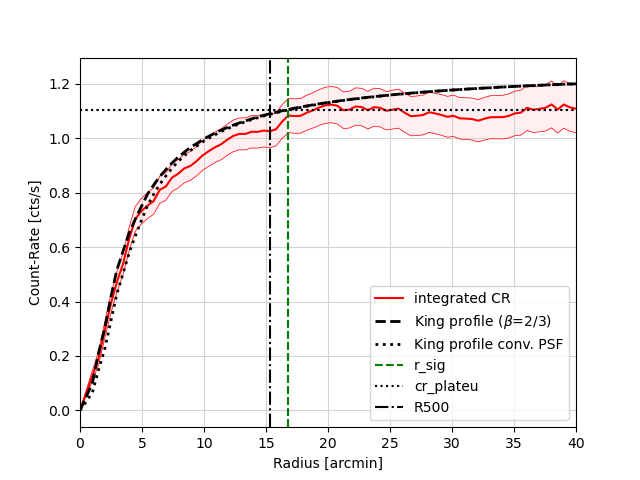 1.2
1.0
0.8
0.6
0.4
0.2
0.0
Count-Rate [cts/s]
integrated CR
King profile (β=2/3)
King profile conv. PSF
r_sig
cr_plateu
R500
0 5 10 15 20 25 30 35 40
Radius [arcmin]